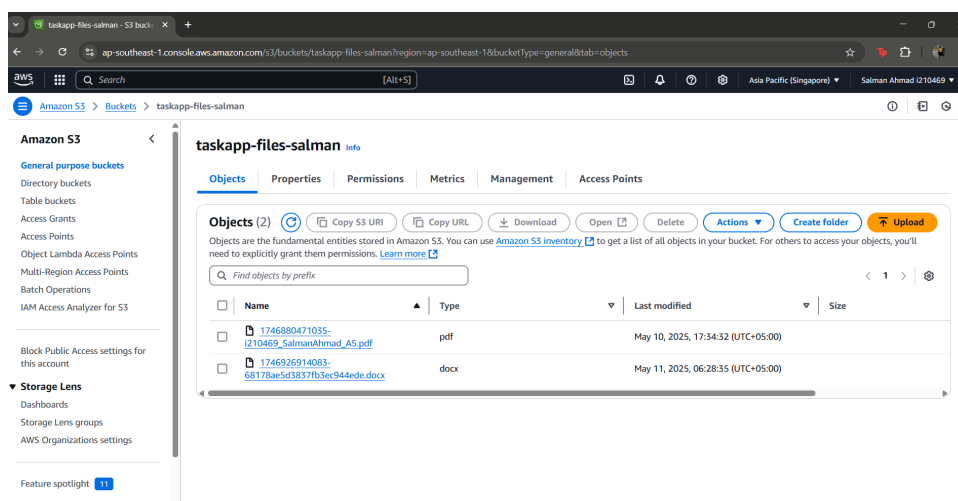 taskapp-files-salman - S3 buck
ap-southeast-1.console.aws.amazon.com/s3/buckets/taskapp-files-salman?region=ap-southeast-1&bucketType=general&tab=objects
aws Search [Alt+S] Asia Pacific (Singapore) Salman Ahmad i210469
Amazon S3 > Buckets > taskapp-files-salman
Amazon S3
General purpose buckets
Directory buckets
Table buckets
Access Grants
Access Points
Object Lambda Access Points
Multi-Region Access Points
Batch Operations
IAM Access Analyzer for S3
Block Public Access settings for
this account
Storage Lens
Dashboards
Storage Lens groups
AWS Organizations settings
Feature spotlight 11
taskapp-files-salman Info
Objects Properties Permissions Metrics Management Access Points
Objects (2) Copy S3 URI Copy URL Download Open Delete Actions Create folder Upload
Objects are the fundamental entities stored in Amazon S3. You can use Amazon S3 inventory to get a list of all objects in your bucket. For others to access your objects, you'll
need to explicitly grant them permissions. Learn more
Find objects by prefix
1
Name Type Last modified Size
1746880471035-
i210469_SalmanAhmad_A5.pdf pdf May 10, 2025, 17:34:32 (UTC+05:00)
1746926914083-
68178ae5d3837fb3ec944ede.docx docx May 11, 2025, 06:28:35 (UTC+05:00)